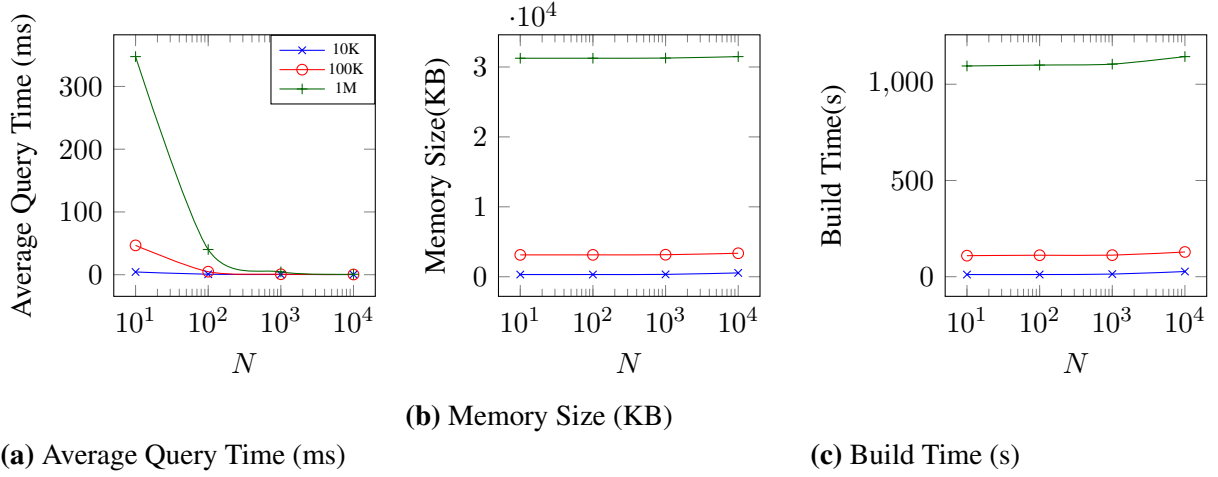 Average Query Time (ms)
300
200
100
0
10^1 10^2 10^3 10^4
N
10K
100K
1M
·10^4
Memory Size(KB)
3
2
1
0
10^1 10^2 10^3 10^4
N
Build Time(s)
1,000
500
0
10^1 10^2 10^3 10^4
N
(b) Memory Size (KB)
(a) Average Query Time (ms)
(c) Build Time (s)